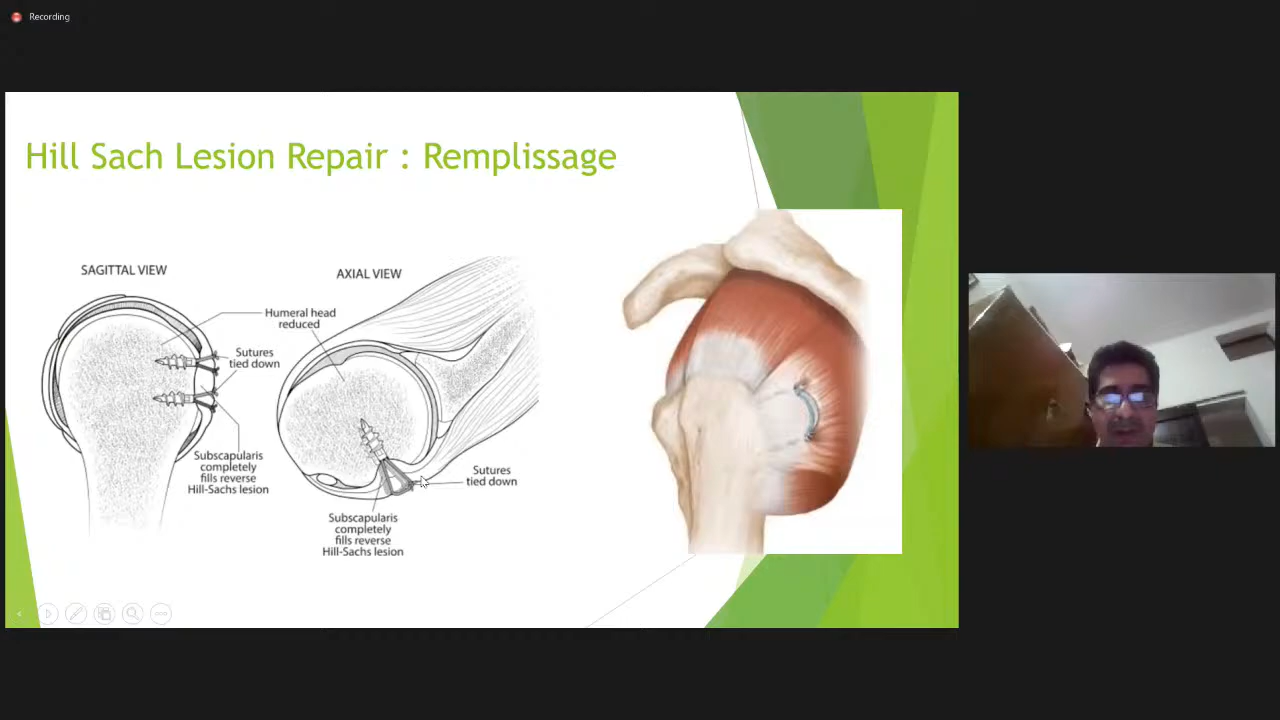 Recording
Hill Sach Lesion Repair : Remplissage
SAGITTAL VIEW
AXIAL VIEW
Humeral head
reduced
Sutures
tied down
Subscapularis
completely
fills reverse
Hill-Sachs lesion
Sutures
tied down
Subscapularis
completely
fills reverse
Hill-Sachs lesion